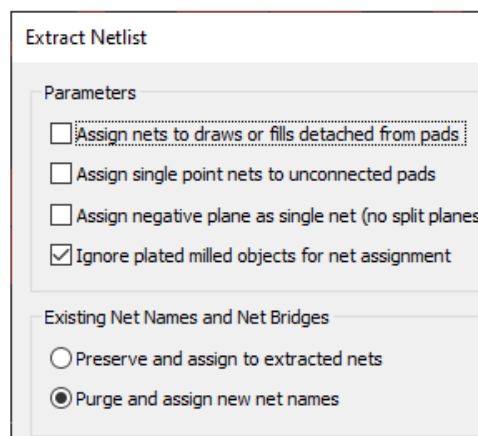 Extract Netlist
Parameters
Assign nets to draws or fills detached from pads
Assign single point nets to unconnected pads
Assign negative plane as single net (no split planes
Ignore plated milled objects for net assignment
Existing Net Names and Net Bridges
Preserve and assign to extracted nets
Purge and assign new net names